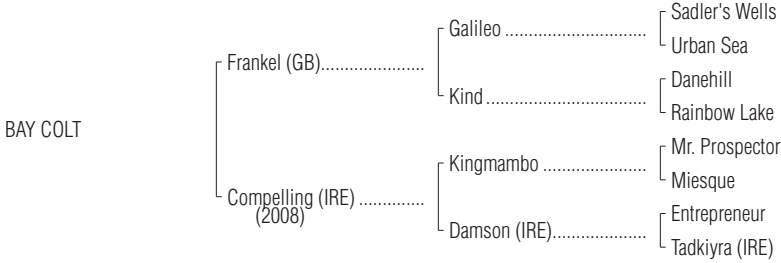 Sadler's Wells
Galileo ..............................
Urban Sea
Frankel (GB)......................
Danehill
Kind..................................
Rainbow Lake
BAY COLT
Mr. Prospector
Kingmambo ......................
Miesque
Compelling (IRE) ..............
(2008)
Entrepreneur
Damson (IRE)....................
Tadkiyra (IRE)